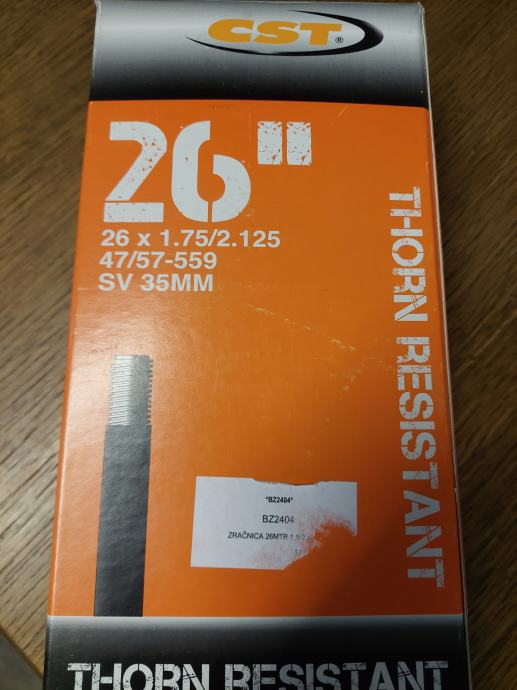 CST®
26"
26 x 1.75/2.125
47/57-559
SV 35MM
THORN RESISTANT
*BZ2404*
BZ2404
ZRAČNICA 26MTB
THORN RESISTANT